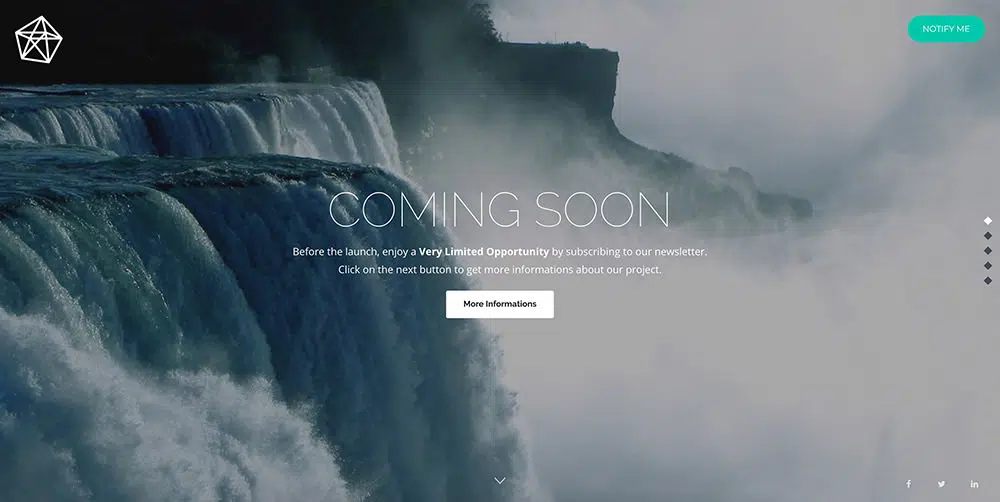 NOTIFY ME
COMING SOON
Before the launch, enjoy a Very Limited Opportunity by subscribing to our newsletter.
Click on the next button to get more informations about our project.
More Informations